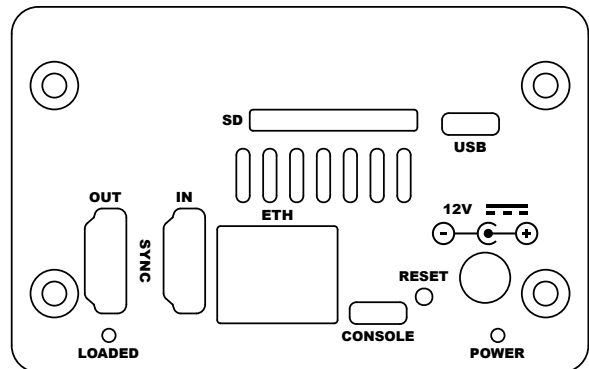 SD
USB
OUT
IN
ETH
12V
SYNC
RESET
CONSOLE
LOADED
POWER